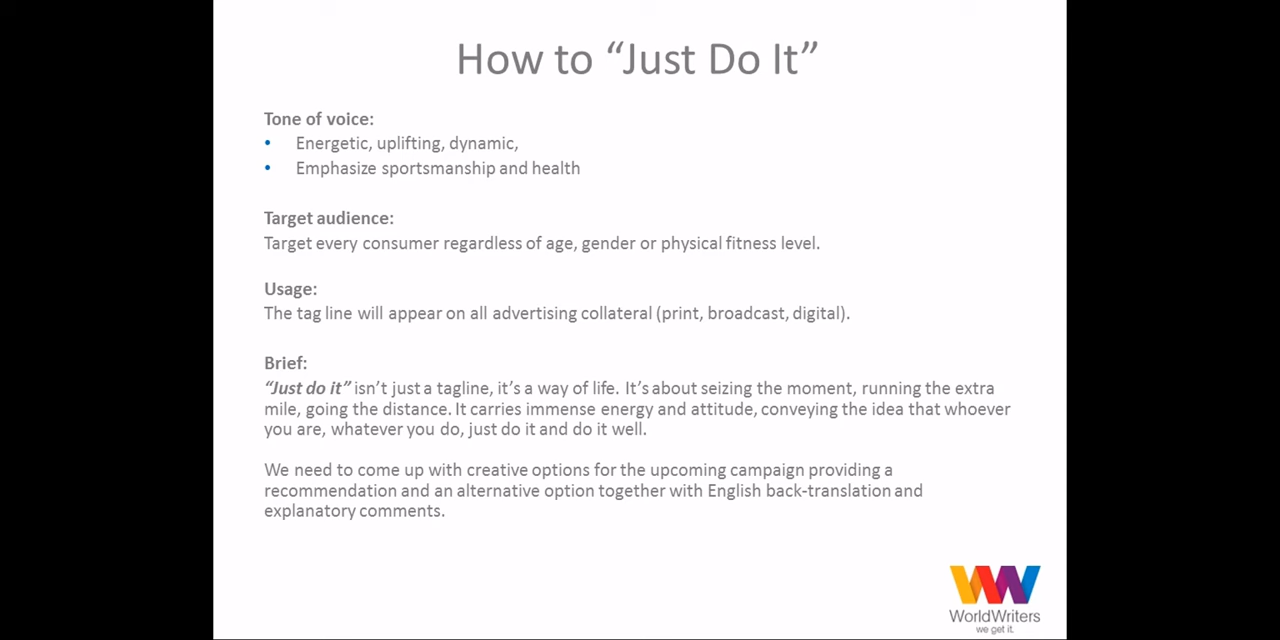 How to “Just Do It”
Tone of voice:
• Energetic, uplifting, dynamic,
• Emphasize sportsmanship and health
Target audience:
Target every consumer regardless of age, gender or physical fitness level.
Usage:
The tag line will appear on all advertising collateral (print, broadcast, digital).
Brief:
“Just do it” isn’t just a tagline, it’s a way of life. It’s about seizing the moment, running the extra
mile, going the distance. It carries immense energy and attitude, conveying the idea that whoever
you are, whatever you do, just do it and do it well.
We need to come up with creative options for the upcoming campaign providing a
recommendation and an alternative option together with English back-translation and
explanatory comments.
WorldWriters
we get it.